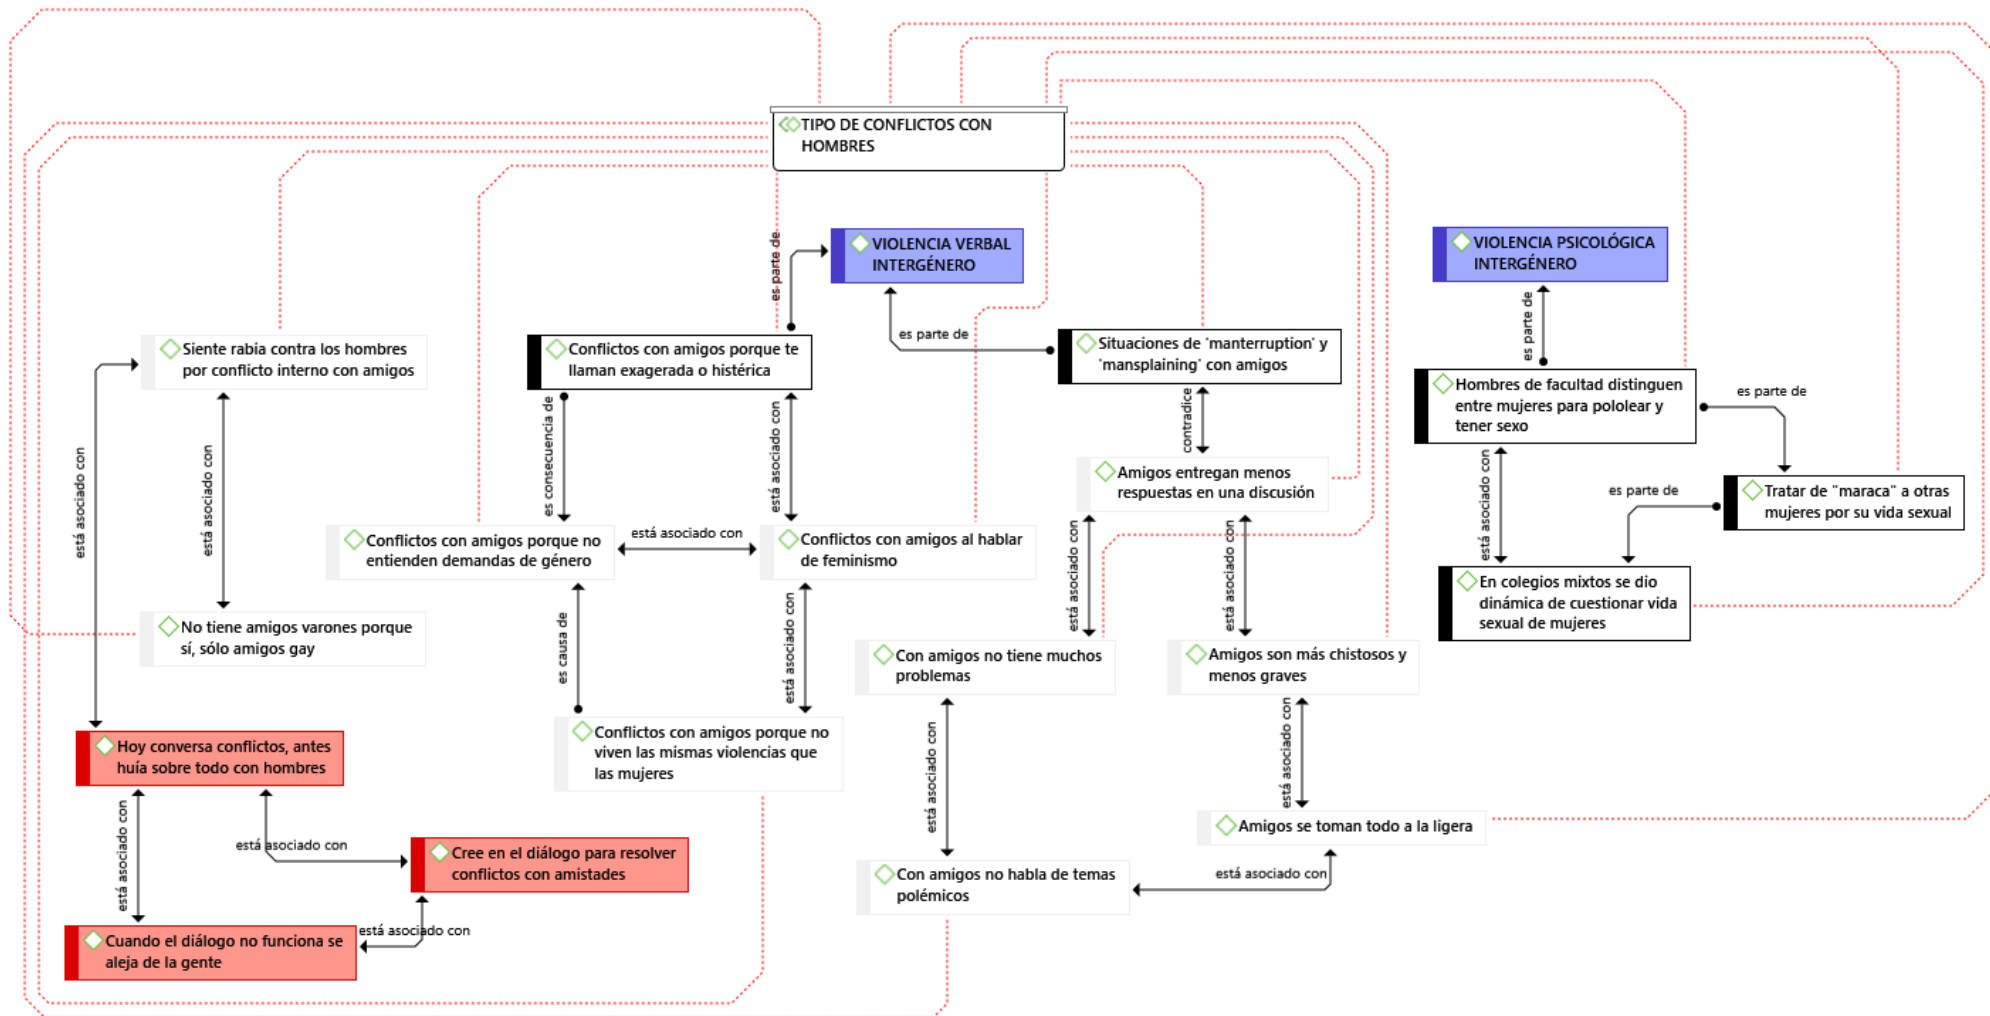 TIPO DE CONFLICTOS CON
HOMBRES
VIOLENCIA VERBAL
INTERGÉNERO
VIOLENCIA PSICOLÓGICA
INTERGÉNERO
es parte de
es parte de
es parte de
Siente rabia contra los hombres
por conflicto interno con amigos
Conflictos con amigos porque te
llaman exagerada o histérica
Situaciones de 'manterruption' y
'mansplaining' con amigos
Hombres de facultad distinguen
entre mujeres para pololear y
tener sexo
es parte de
está asociado con
está asociado con
es consecuencia de
está asociado con
contradice
Amigos entregan menos
respuestas en una discusión
está asociado con
es parte de
Tratar de "maraca" a otras
mujeres por su vida sexual
Conflictos con amigos porque no
entienden demandas de género
está asociado con
Conflictos con amigos al hablar
de feminismo
está asociado con
está asociado con
En colegios mixtos se dio
dinámica de cuestionar vida
sexual de mujeres
No tiene amigos varones porque
sí, sólo amigos gay
es causa de
está asociado con
Con amigos no tiene muchos
problemas
Amigos son más chistosos y
menos graves
Hoy conversa conflictos, antes
huía sobre todo con hombres
Conflictos con amigos porque no
viven las mismas violencias que
las mujeres
está asociado con
está asociado con
está asociado con
está asociado con
Amigos se toman todo a la ligera
Cree en el diálogo para resolver
conflictos con amistades
Con amigos no habla de temas
polémicos
está asociado con
está asociado con
Cuando el diálogo no funciona se
aleja de la gente